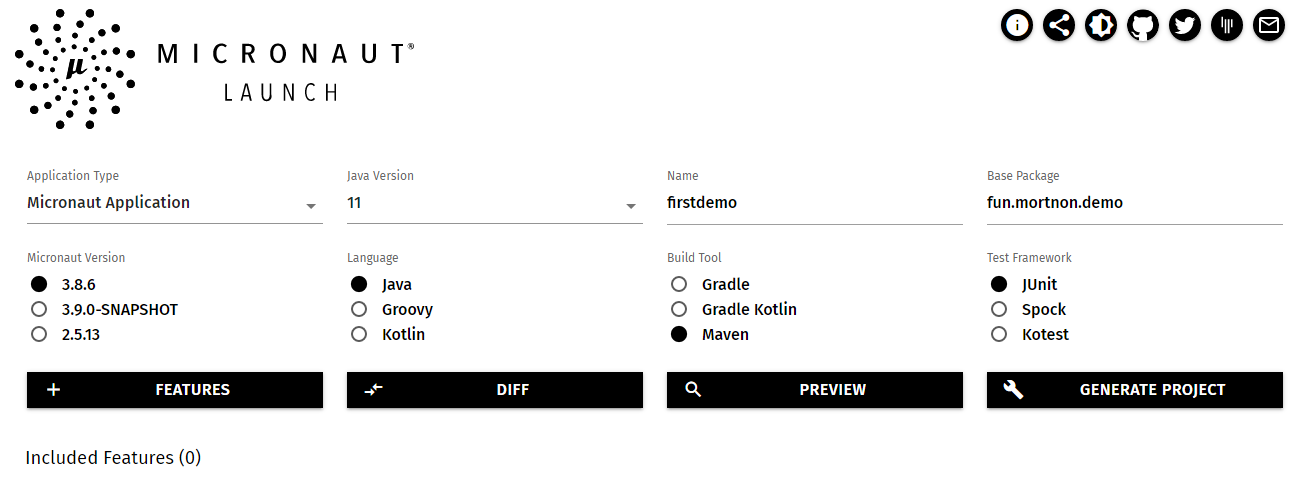 μ
MICRONAUT®
LAUNCH
Application Type
Micronaut Application
Java Version
11
Name
firstdemo
Base Package
fun.mortnon.demo
Micronaut Version
3.8.6
3.9.0-SNAPSHOT
2.5.13
Language
Java
Groovy
Kotlin
Build Tool
Gradle
Gradle Kotlin
Maven
Test Framework
JUnit
Spock
Kotest
FEATURES
DIFF
PREVIEW
GENERATE PROJECT
Included Features (0)